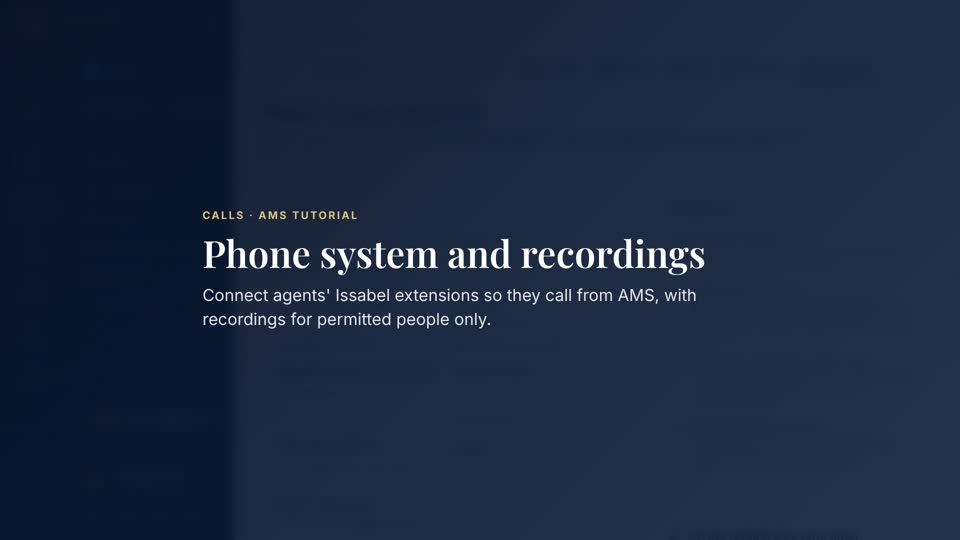 CALLS · AMS TUTORIAL
Phone system and recordings
Connect agents' Issabel extensions so they call from AMS, with
recordings for permitted people only.